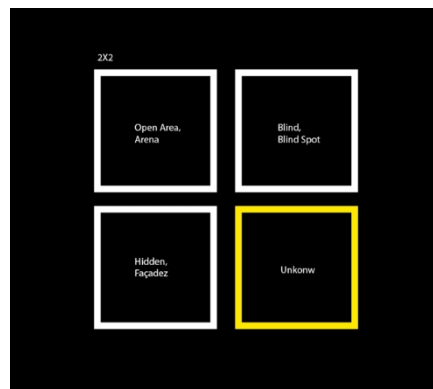 2X2
Open Area,
Arena
Blind,
Blind Spot
Hidden,
Façadez
Unkonw